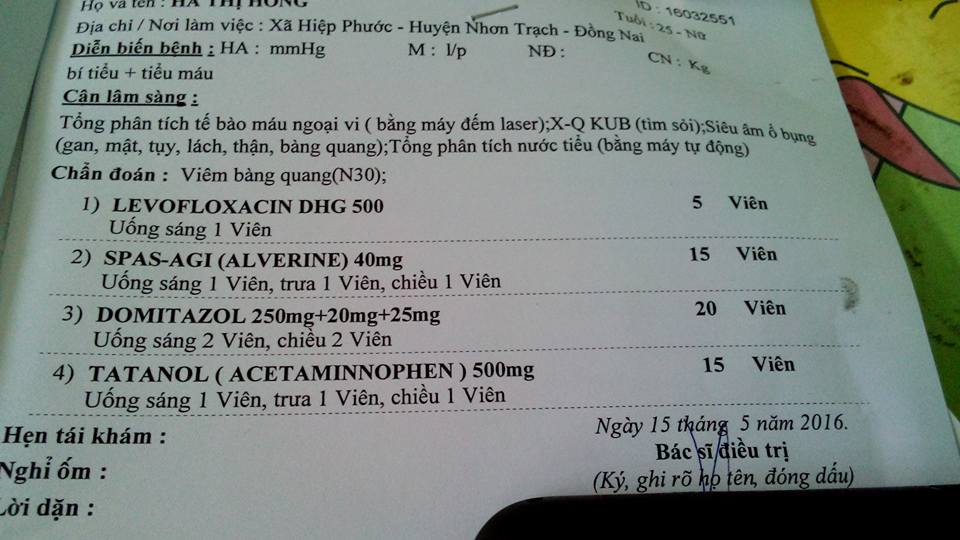 Họ và tên : HÀ THỊ HỒNG
ID : 16032551
Địa chỉ / Nơi làm việc : Xã Hiệp Phước - Huyện Nhơn Trạch - Đồng Nai
Tuổi : 25 - Nữ
Diễn biến bệnh : HA : mmHg M : l/p NĐ : CN : Kg
bí tiểu + tiểu máu
Cân lâm sàng :
Tổng phân tích tế bào máu ngoại vi ( bằng máy đếm laser);X-Q KUB (tìm sỏi);Siêu âm ổ bụng
(gan, mật, tụy, lách, thận, bàng quang);Tổng phân tích nước tiểu (bằng máy tự động)
Chẩn đoán : Viêm bàng quang(N30);
1) LEVOFLOXACIN DHG 500 5 Viên
Uống sáng 1 Viên
2) SPAS-AGI (ALVERINE) 40mg 15 Viên
Uống sáng 1 Viên, trưa 1 Viên, chiều 1 Viên
3) DOMITAZOL 250mg+20mg+25mg 20 Viên
Uống sáng 2 Viên, chiều 2 Viên
4) TATANOL ( ACETAMINNOPHEN ) 500mg 15 Viên
Uống sáng 1 Viên, trưa 1 Viên, chiều 1 Viên
Hẹn tái khám :
Ngày 15 tháng 5 năm 2016.
Bác sĩ điều trị
Nghỉ ốm :
(Ký, ghi rõ họ tên, đóng dấu)
Lời dặn :